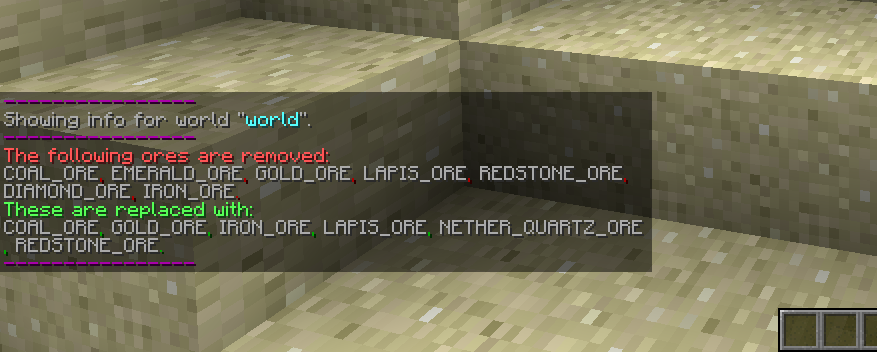 Showing info for world "world".
The following ores are removed:
COAL_ORE, EMERALD_ORE, GOLD_ORE, LAPIS_ORE, REDSTONE_ORE,
DIAMOND_ORE, IRON_ORE.
These are replaced with:
COAL_ORE, GOLD_ORE, IRON_ORE, LAPIS_ORE, NETHER_QUARTZ_ORE
, REDSTONE_ORE.